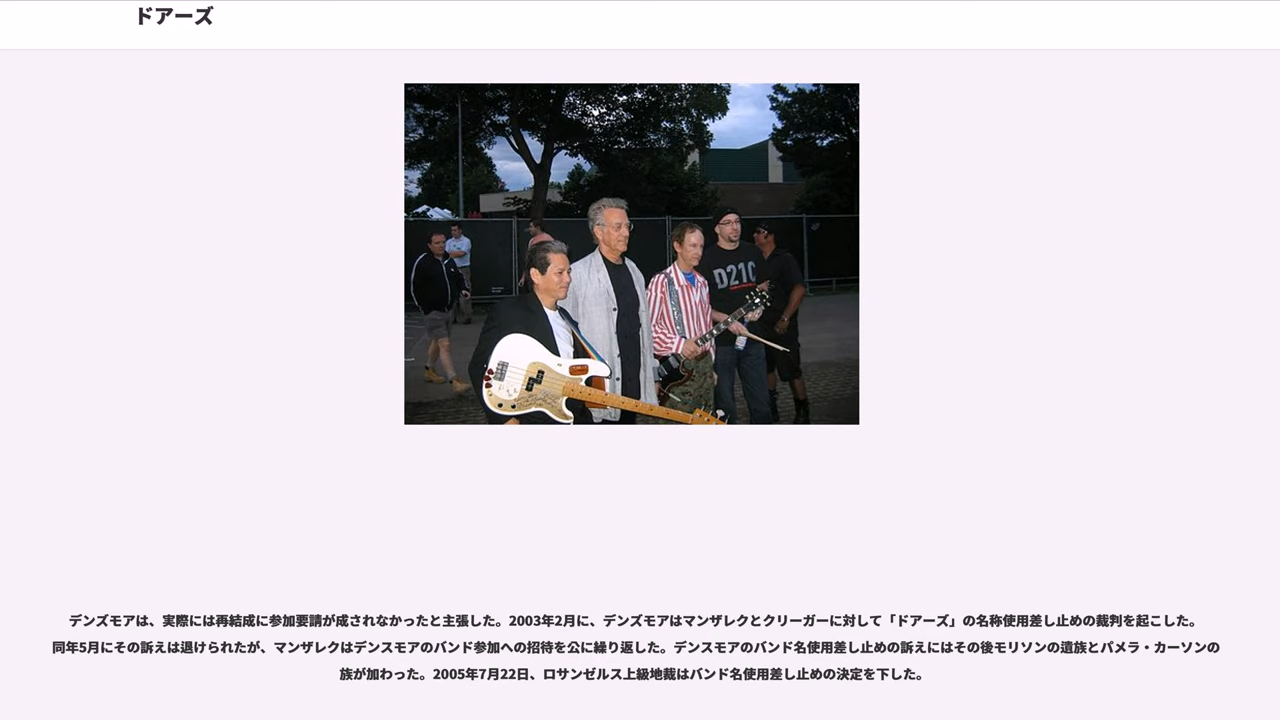 ドアーズ
D210
デンズモアは、実際には再結成に参加要請が成されなかったと主張した。2003年2月に、デンズモアはマンザレクとクリーガーに対して「ドアーズ」の名称使用差し止めの裁判を起こした。
同年5月にその訴えは退けられたが、マンザレクはデンスモアのバンド参加への招待を公に繰り返した。デンスモアのバンド名使用差し止めの訴えにはその後モリソンの遺族とパメラ・カーソンの
族が加わった。2005年7月22日、ロサンゼルス上級地裁はバンド名使用差し止めの決定を下した。